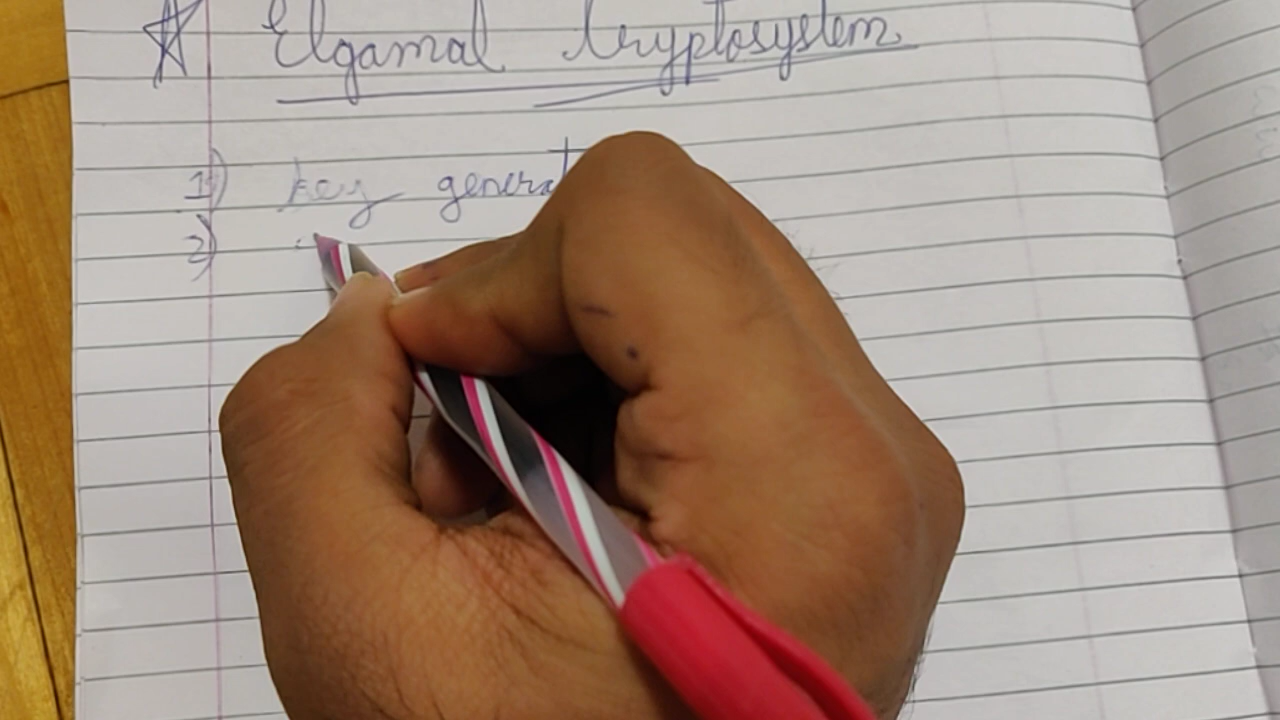 ☆ Elgamal Cryptosystem
1) key generat
2)